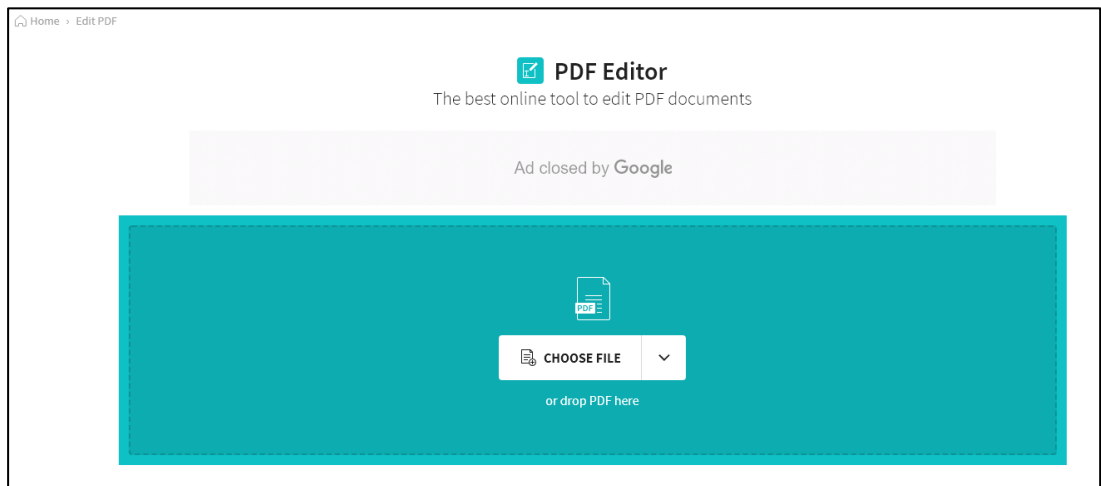 Home › Edit PDF
PDF Editor
The best online tool to edit PDF documents
Ad closed by Google
PDF
CHOOSE FILE
or drop PDF here